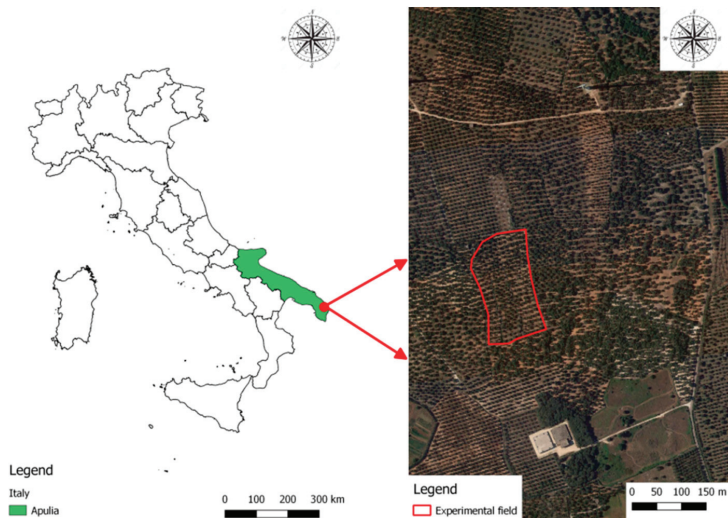 Legend
Italy
Apulia
0 100 200 300 km
Legend
Experimental field
0 50 100 150 m